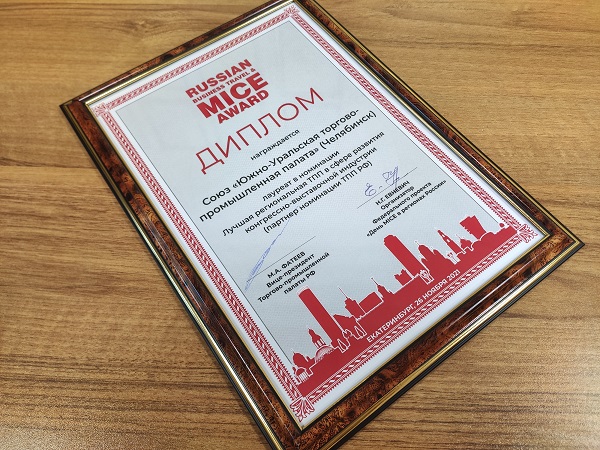 RUSSIAN
BUSINESS TRAVEL &
MICE
AWARD
ДИПЛОМ
награждается
Союз «Южно-Уральская торгово-
промышленная палата» (Челябинск)
лауреат в номинации
Лучшая региональная ТПП в сфере развития
конгрессно-выставочной индустрии
(партнер номинации ТПП РФ)
М.А. ФАТЕЕВ
Вице-президент
Торгово-промышленной
палаты РФ
Н.Г. ЕВНЕВИЧ
Организатор
Федерального проекта
«День MICE в регионах России»
ЕКАТЕРИНБУРГ, 26 НОЯБРЯ 2021